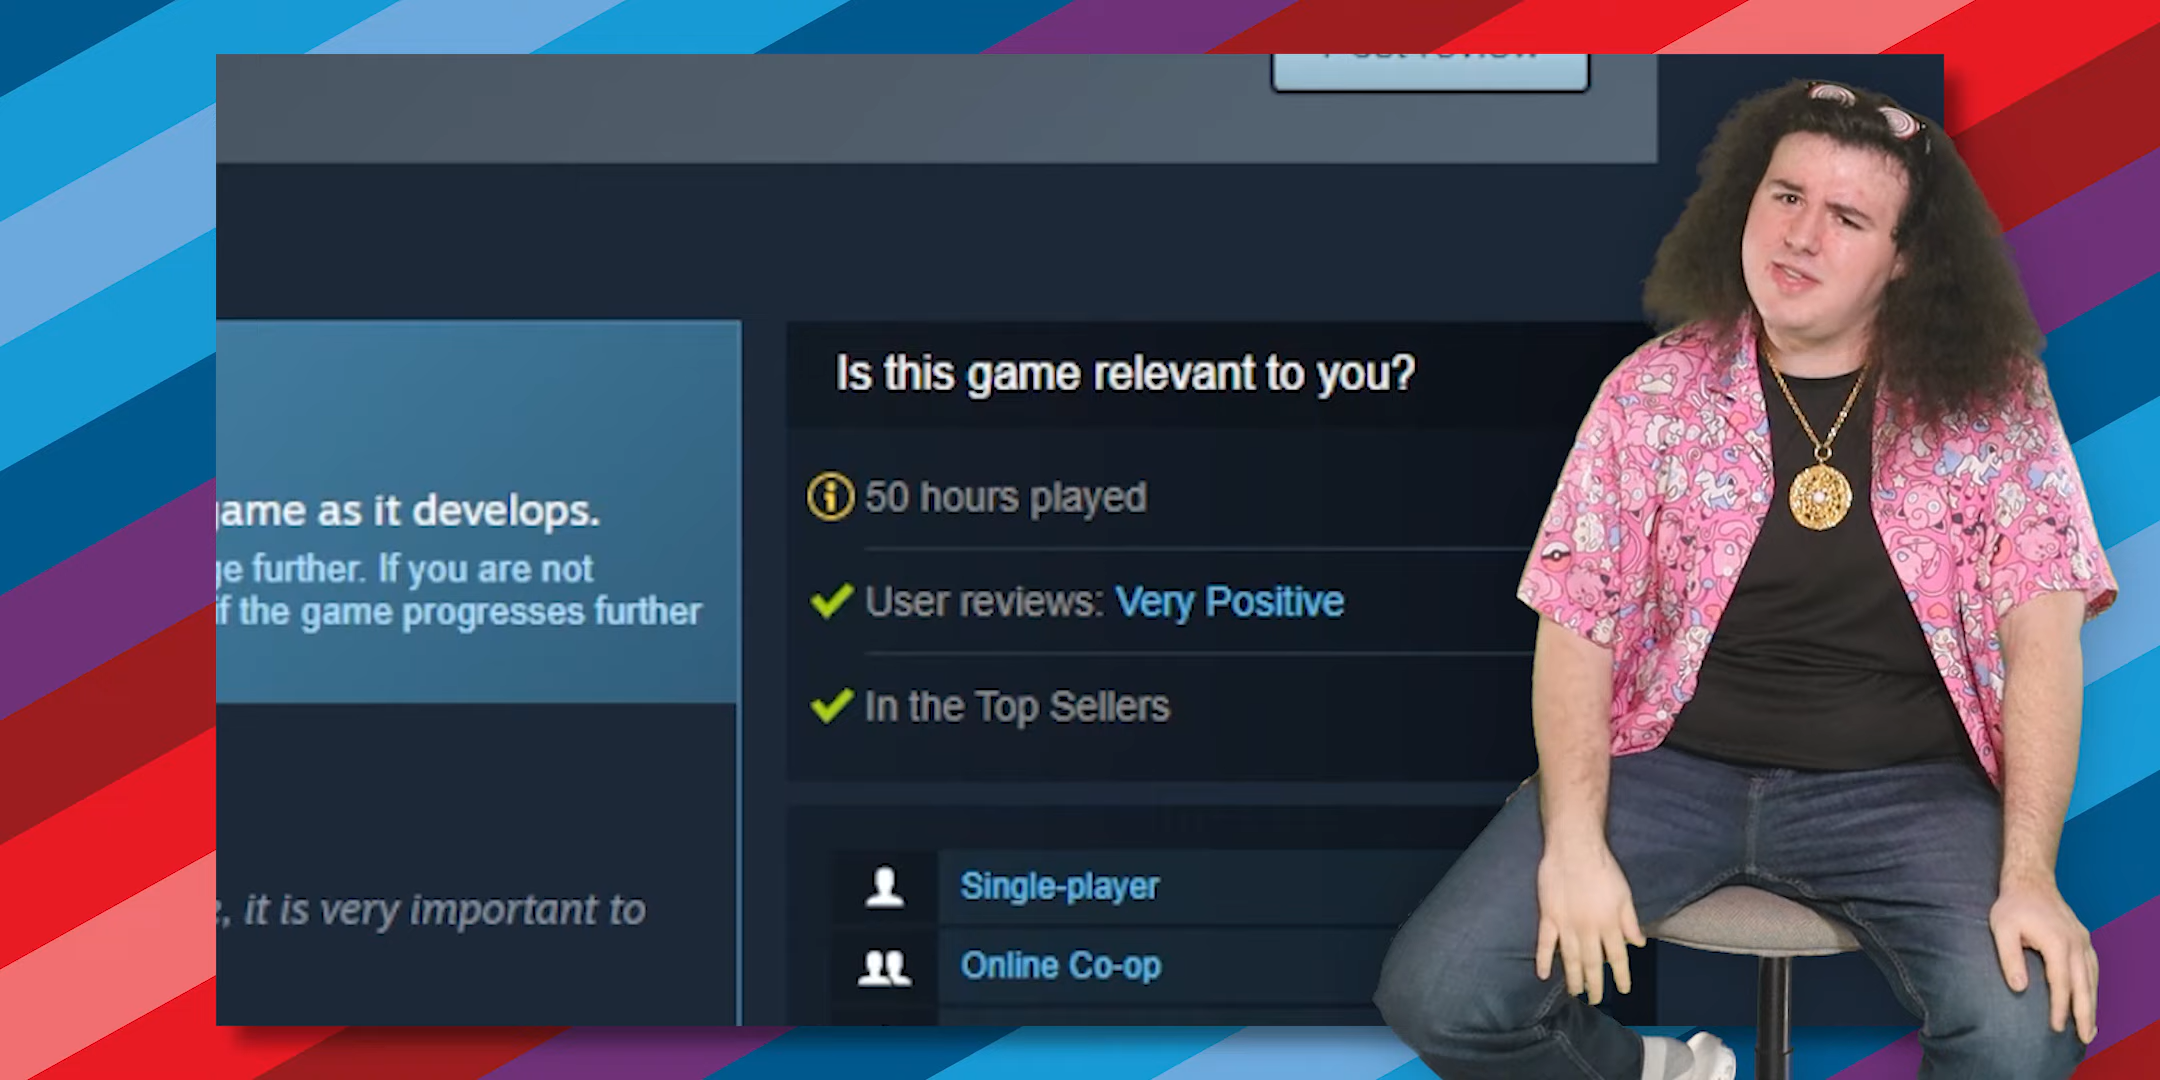 Is this game relevant to you?
50 hours played
User reviews: Very Positive
In the Top Sellers
Single-player
Online Co-op
game as it develops.
further. If you are not
if the game progresses further
, it is very important to